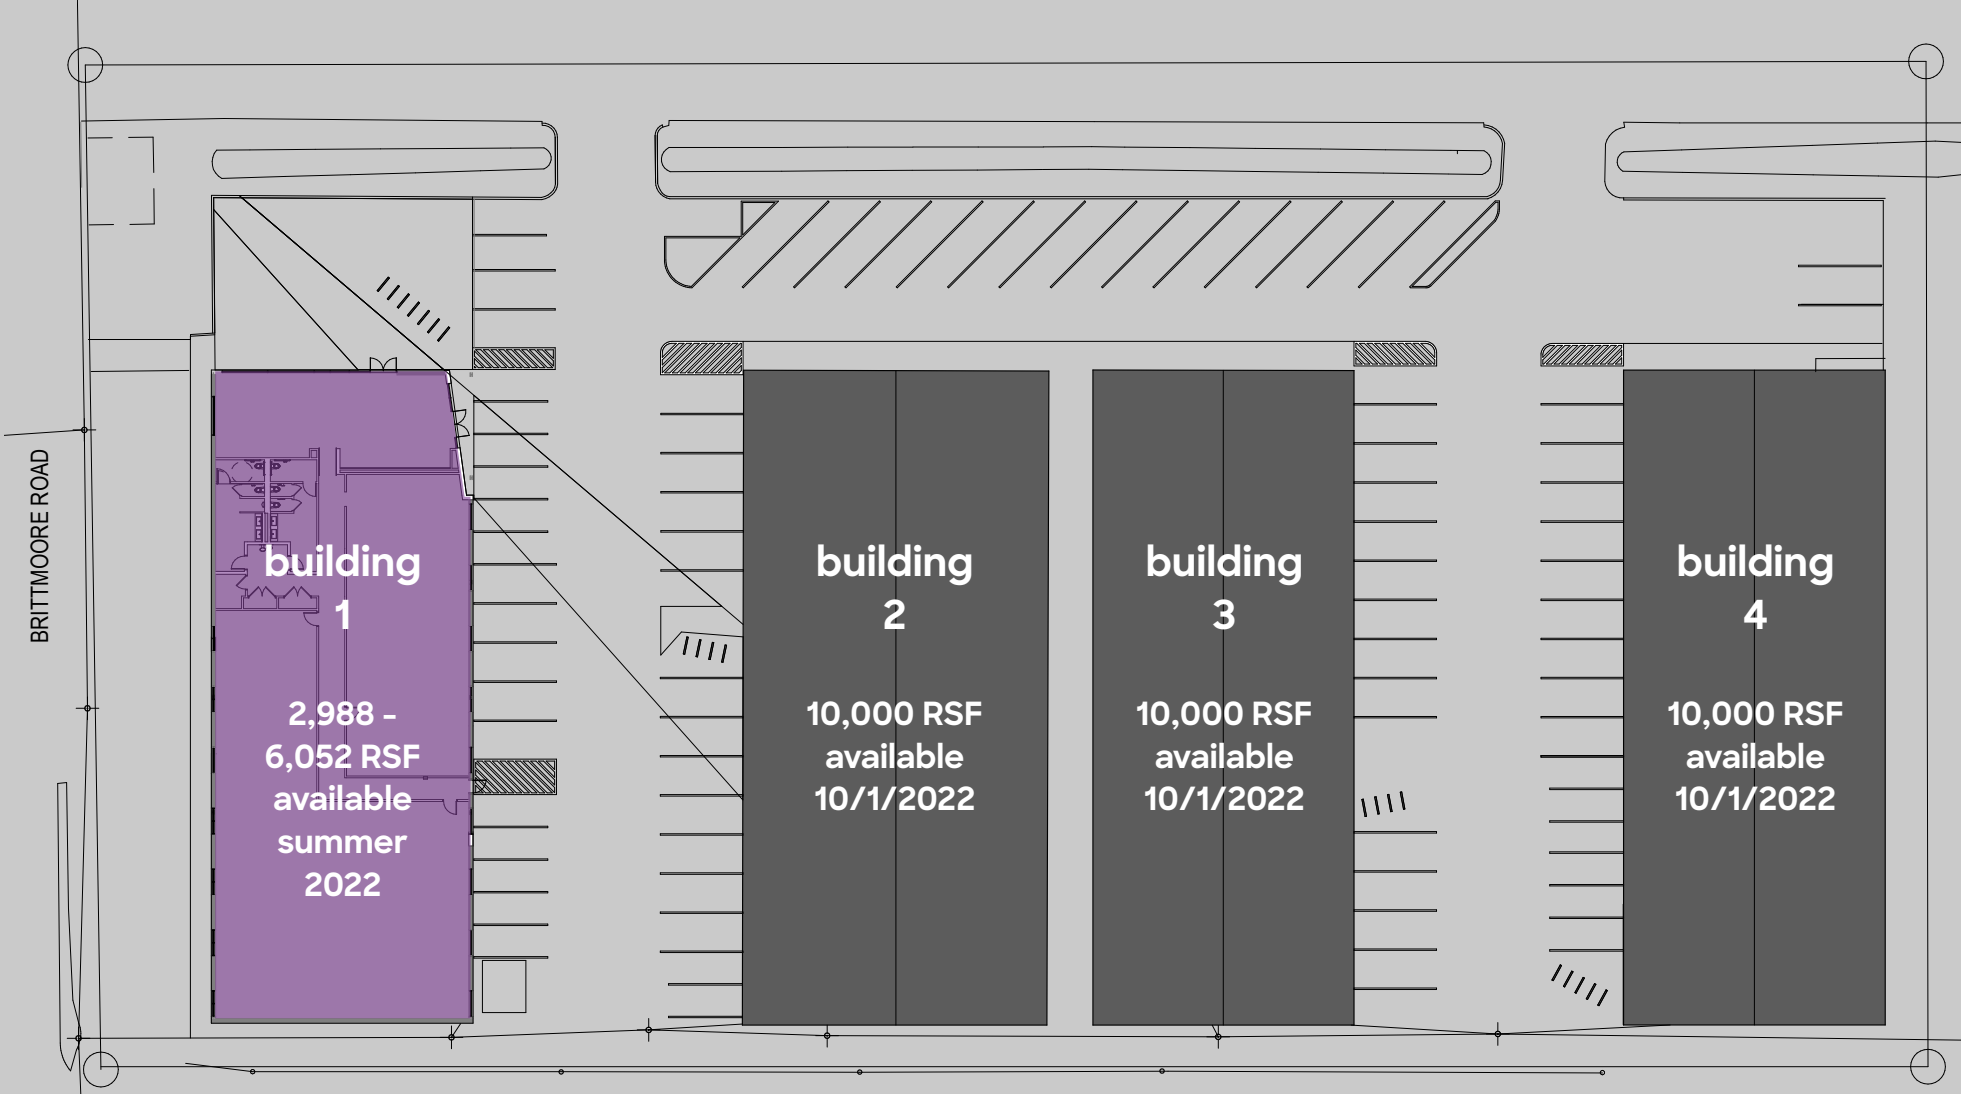 BRITTMOORE ROAD
building
1
2,988 -
6,052 RSF
available
summer
2022
building
2
10,000 RSF
available
10/1/2022
building
3
10,000 RSF
available
10/1/2022
building
4
10,000 RSF
available
10/1/2022